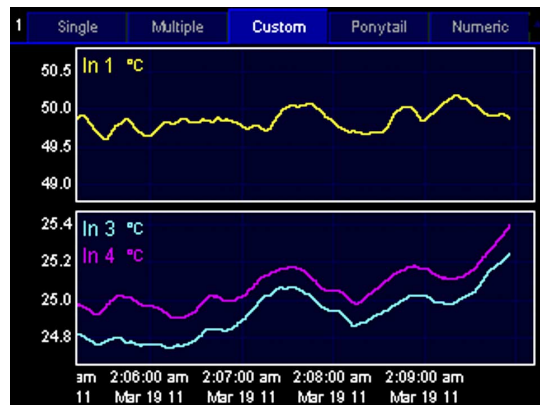 1 Single Multiple Custom Ponytail Numeric
In 1 °C
50.5
50.0
49.5
49.0
In 3 °C
In 4 °C
25.4
25.2
25.0
24.8
am 2:06:00 am 2:07:00 am 2:08:00 am 2:09:00 am
11 Mar 19 11 Mar 19 11 Mar 19 11 Mar 19 11